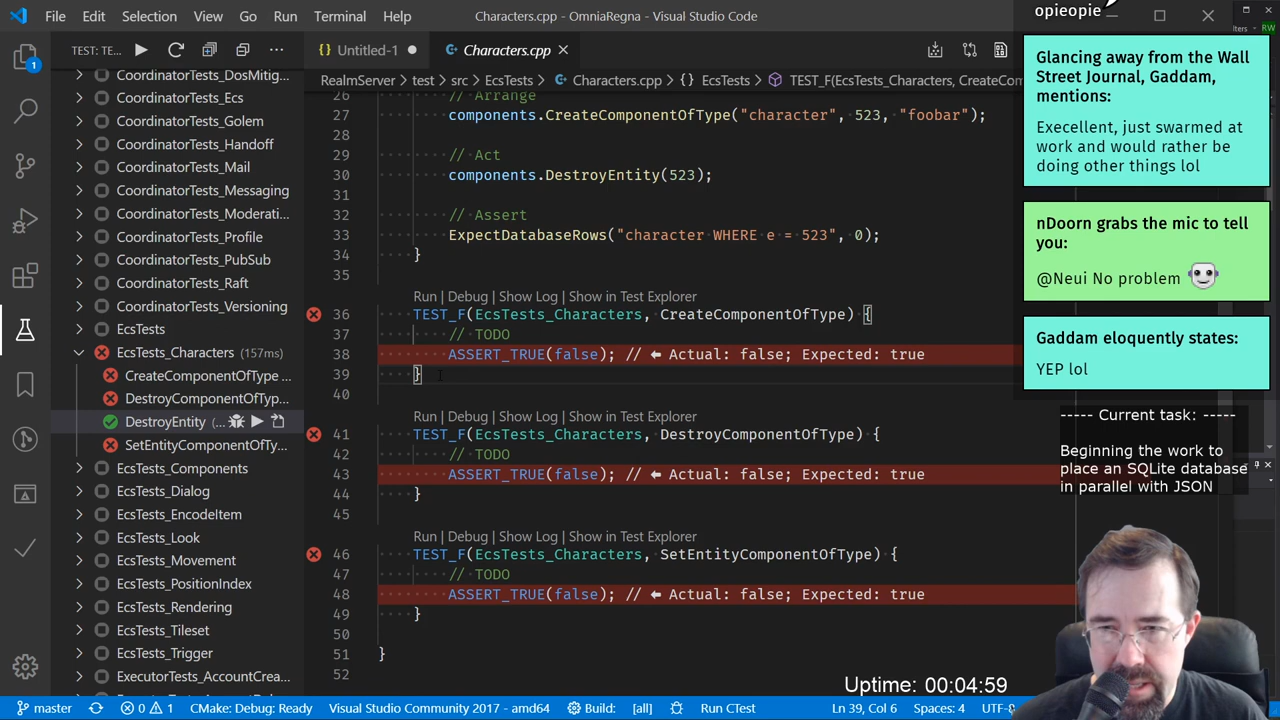 File Edit Selection View Go Run Terminal Help
Characters.cpp - OmniaRegna - Visual Studio Code
opieopie
TEST: TE...
Untitled-1
Characters.cpp
RealmServer > test > src > EcsTests > Characters.cpp > {} EcsTests > TEST_F(EcsTests_Characters, CreateCom
1
CoordinatorTests_DosMitig...
CoordinatorTests_Ecs
CoordinatorTests_Golem
CoordinatorTests_Handoff
CoordinatorTests_Mail
CoordinatorTests_Messaging
CoordinatorTests_Moderati...
CoordinatorTests_Profile
CoordinatorTests_PubSub
CoordinatorTests_Raft
CoordinatorTests_Versioning
EcsTests
EcsTests_Characters (157ms)
CreateComponentOfType ...
DestroyComponentOfTyp...
DestroyEntity (...
SetEntityComponentOfTy...
EcsTests_Components
EcsTests_Dialog
EcsTests_EncodeItem
EcsTests_Look
EcsTests_Movement
EcsTests_PositionIndex
EcsTests_Rendering
EcsTests_Tileset
EcsTests_Trigger
ExecutorTests_AccountCrea...
26 // Arrange
27 components.CreateComponentOfType("character", 523, "foobar");
28
29 // Act
30 components.DestroyEntity(523);
31
32 // Assert
33 ExpectDatabaseRows("character WHERE e = 523", 0);
34 }
35
Run | Debug | Show Log | Show in Test Explorer
36 TEST_F(EcsTests_Characters, CreateComponentOfType) {
37 // TODO
38 ASSERT_TRUE(false); // ⬅ Actual: false; Expected: true
39 }
40
Run | Debug | Show Log | Show in Test Explorer
41 TEST_F(EcsTests_Characters, DestroyComponentOfType) {
42 // TODO
43 ASSERT_TRUE(false); // ⬅ Actual: false; Expected: true
44 }
45
Run | Debug | Show Log | Show in Test Explorer
46 TEST_F(EcsTests_Characters, SetEntityComponentOfType) {
47 // TODO
48 ASSERT_TRUE(false); // ⬅ Actual: false; Expected: true
49 }
50
51 }
52
Glancing away from the Wall
Street Journal, Gaddam,
mentions:
Execellent, just swarmed at
work and would rather be
doing other things lol
nDoorn grabs the mic to tell
you:
@Neui No problem
Gaddam eloquently states:
YEP lol
----- Current task: -----
Beginning the work to
place an SQLite database
in parallel with JSON
Uptime: 00:04:59
master 0 1 CMake: Debug: Ready Visual Studio Community 2017 - amd64 Build: [all] Run CTest Ln 39, Col 6 Spaces: 4 UTF-8